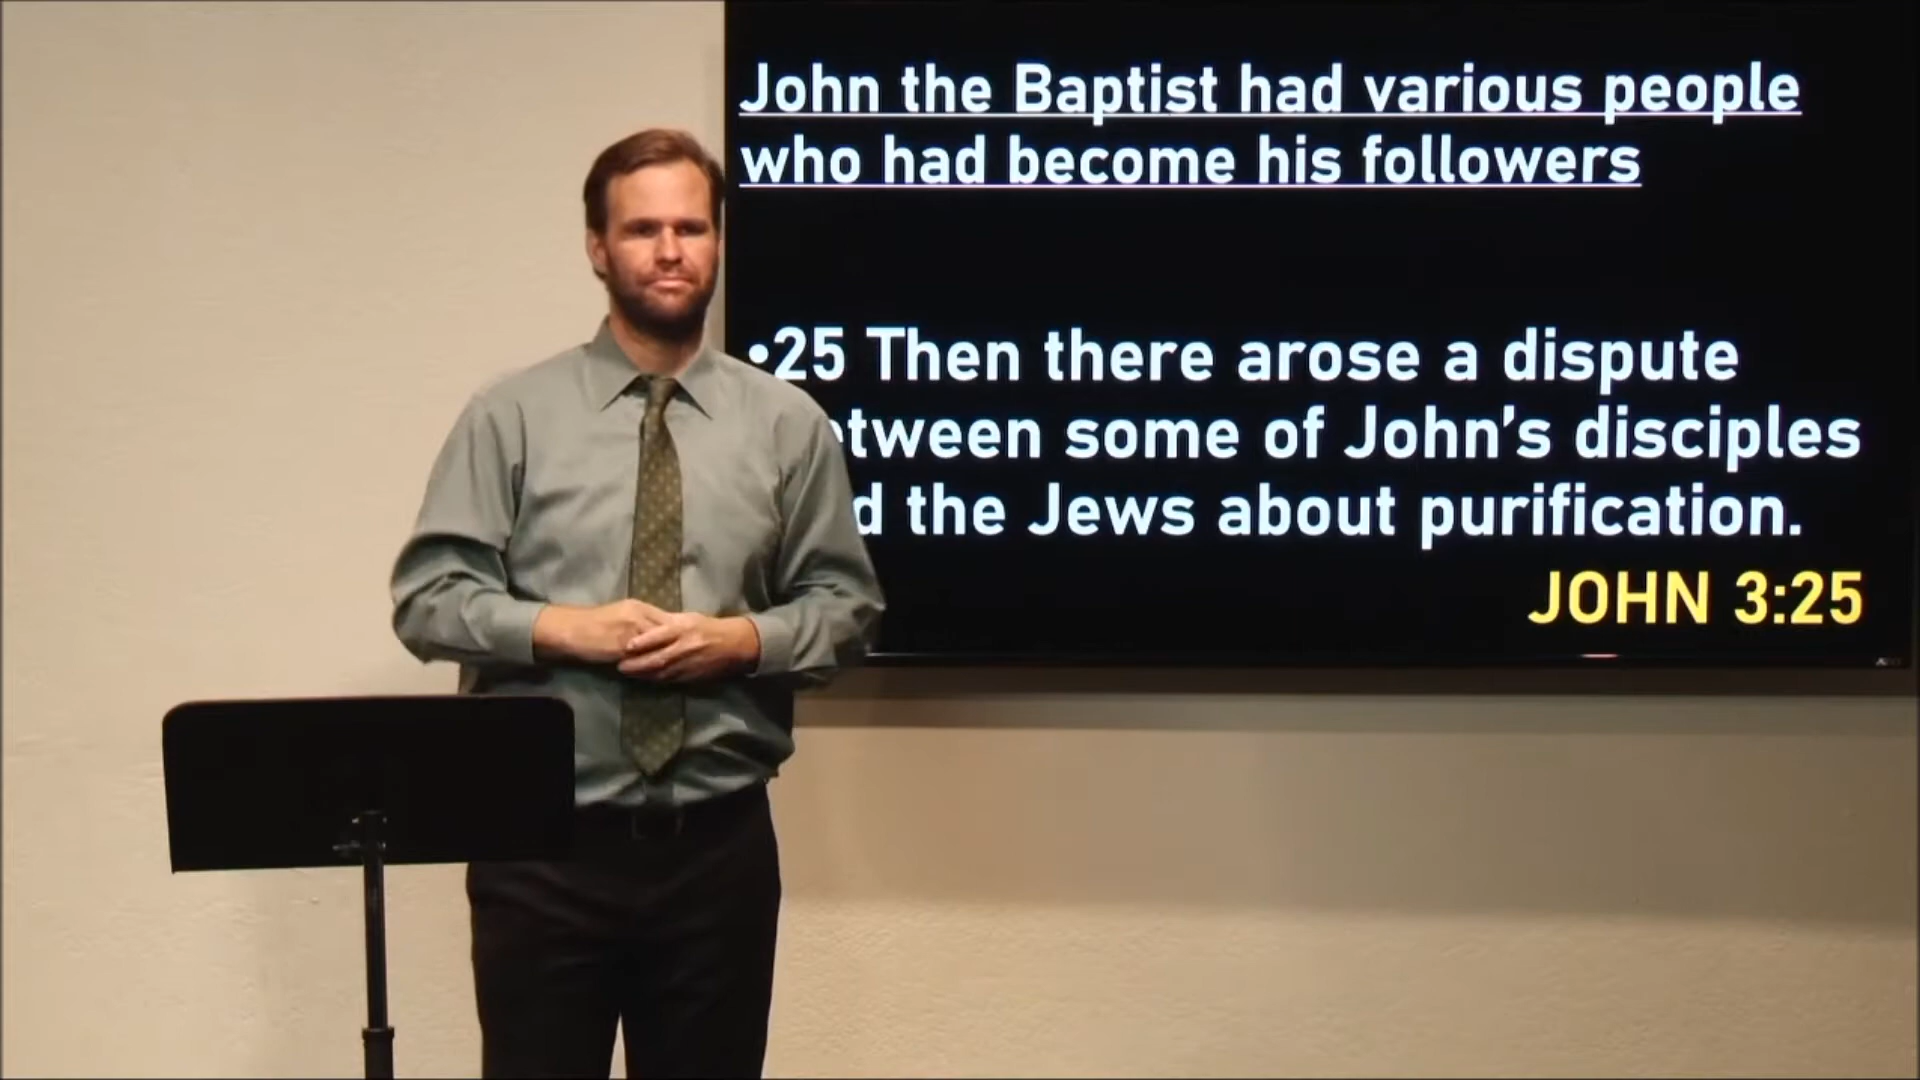 John the Baptist had various people
who had become his followers
•25 Then there arose a dispute
tween some of John's disciples
the Jews about purification.
JOHN 3:25